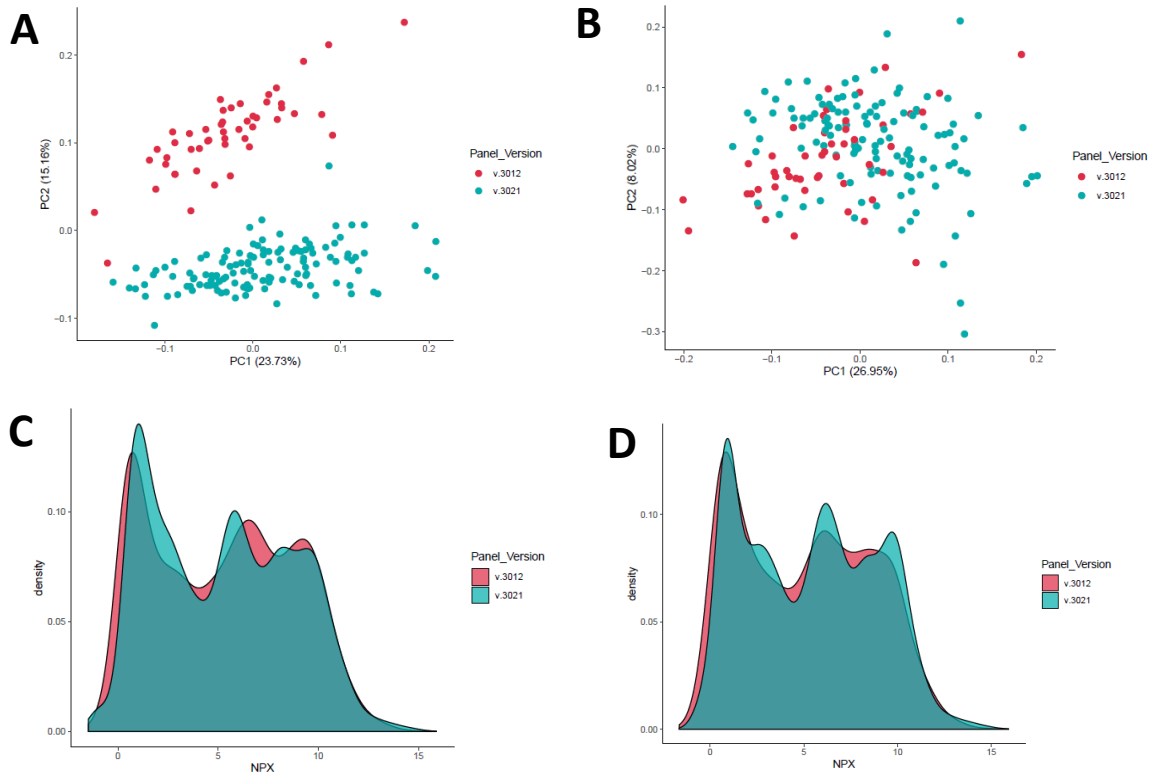 A
0.2
0.1
0.0
−0.1
PC2 (15.16%)
−0.1
0.0
0.1
0.2
PC1 (23.73%)
Panel_Version
v.3012
v.3021
B
0.2
0.1
0.0
−0.1
−0.2
−0.3
PC2 (8.02%)
−0.2
−0.1
0.0
0.1
0.2
PC1 (26.95%)
Panel_Version
v.3012
v.3021
C
0.10
0.05
0.00
density
0
5
10
15
NPX
Panel_Version
v.3012
v.3021
D
0.10
0.05
0.00
density
0
5
10
15
NPX
Panel_Version
v.3012
v.3021